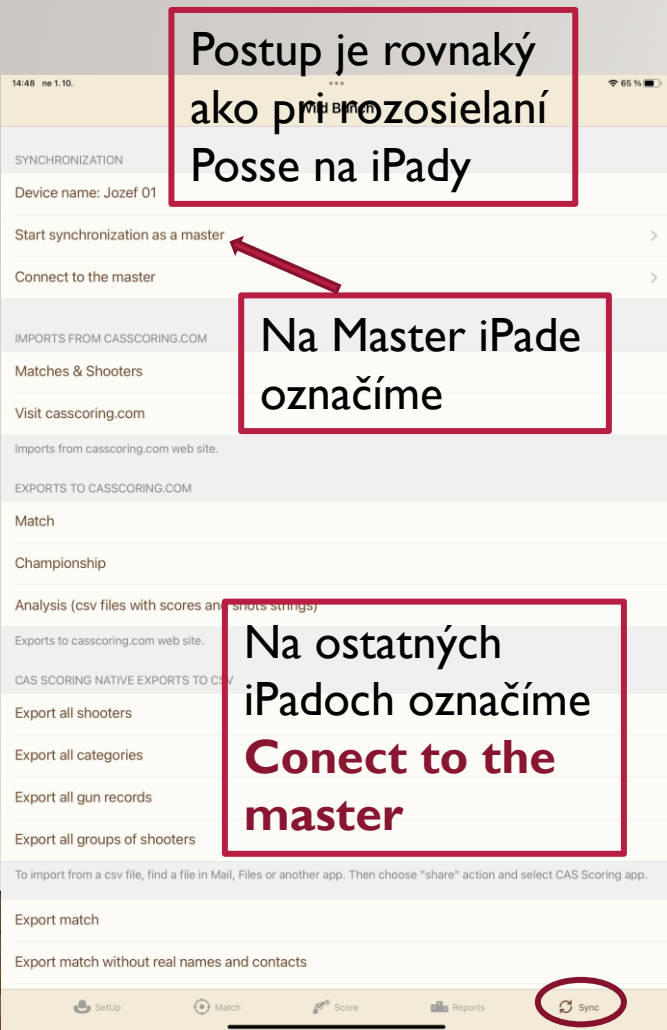 Postup je rovnaký
ako pri rozosielaní
Posse na iPady
14:48 ne 1. 10.
65 %
Wild Bunch
SYNCHRONIZATION
Device name: Jozef 01
Start synchronization as a master
Connect to the master
Na Master iPade
označíme
IMPORTS FROM CASSCORING.COM
Matches & Shooters
Visit casscoring.com
Imports from casscoring.com web site.
EXPORTS TO CASSCORING.COM
Match
Championship
Analysis (csv files with scores and shots strings)
Exports to casscoring.com web site.
Na ostatných
iPadoch označíme
Conect to the
master
CAS SCORING NATIVE EXPORTS TO CSV
Export all shooters
Export all categories
Export all gun records
Export all groups of shooters
To import from a csv file, find a file in Mail, Files or another app. Then choose "share" action and select CAS Scoring app.
Export match
Export match without real names and contacts
SetUp
Match
Score
Reports
Sync